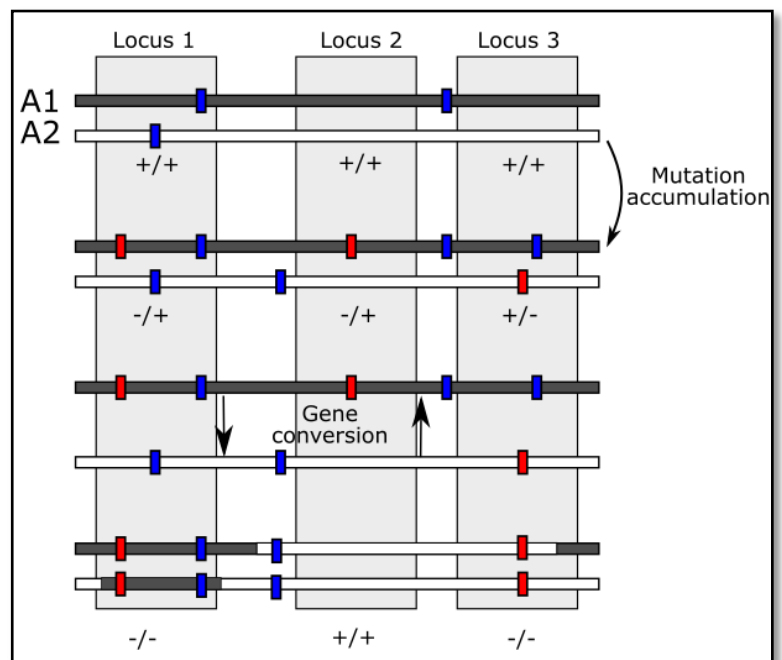 Locus 1 Locus 2 Locus 3
A1
A2
+/+ +/+ +/+
Mutation
accumulation
-/+ -/+ +/-
Gene
conversion
-/- +/+ -/-